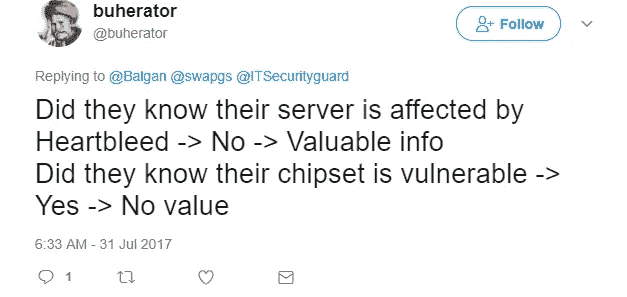 buherator
@buherator
Follow
Replying to @Balgan @swapgs @ITSecurityguard
Did they know their server is affected by
Heartbleed -> No -> Valuable info
Did they know their chipset is vulnerable ->
Yes -> No value
6:33 AM - 31 Jul 2017
1